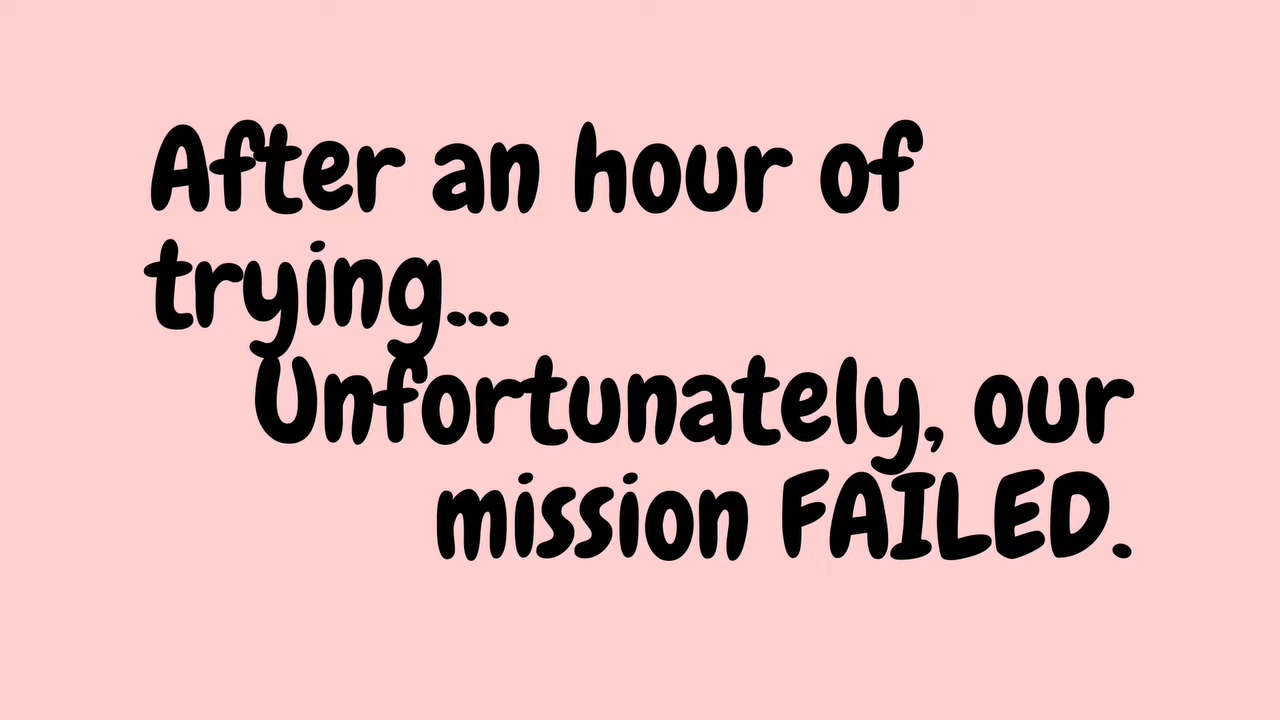 After an hour of
trying...
Unfortunately, our
mission FAILED.